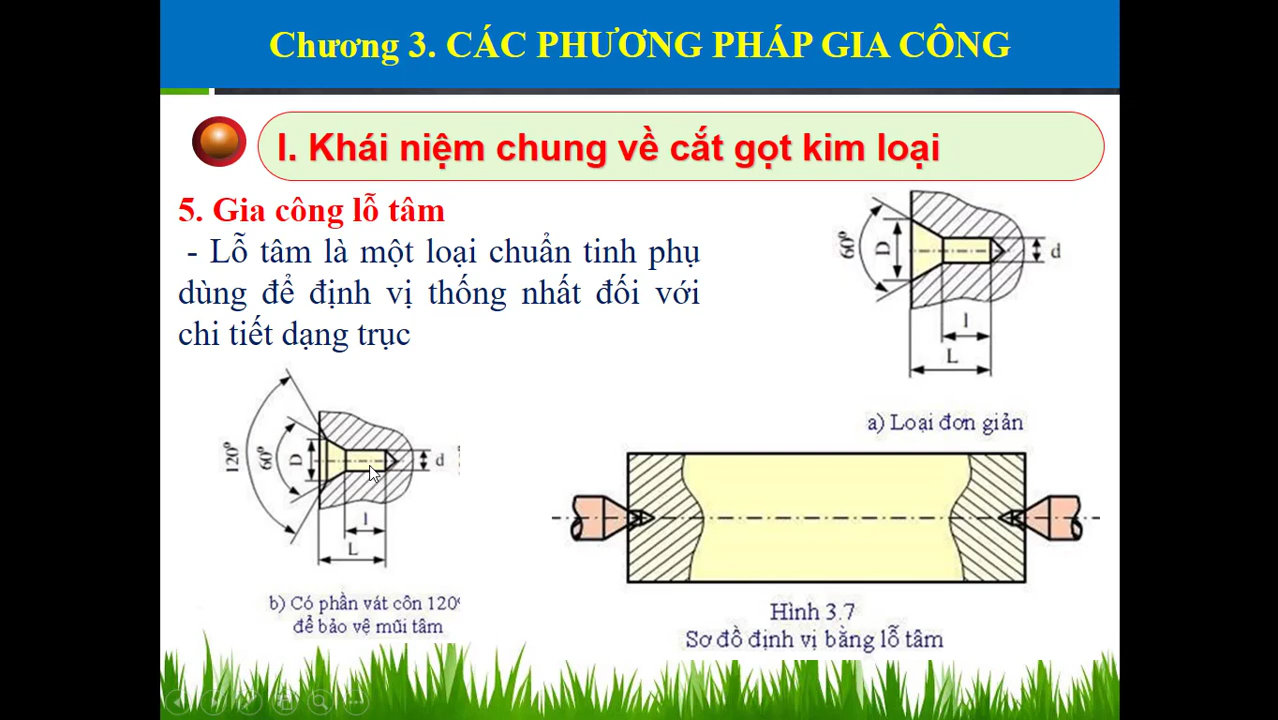 Chương 3. CÁC PHƯƠNG PHÁP GIA CÔNG
I. Khái niệm chung về cắt gọt kim loại
5. Gia công lỗ tâm
- Lỗ tâm là một loại chuẩn tinh phụ
dùng để định vị thống nhất đối với
chi tiết dạng trục
60°
D
d
l
L
a) Loại đơn giản
120°
60°
D
d
l
L
b) Có phần vát côn 120°
để bảo vệ mũi tâm
Hình 3.7
Sơ đồ định vị bằng lỗ tâm